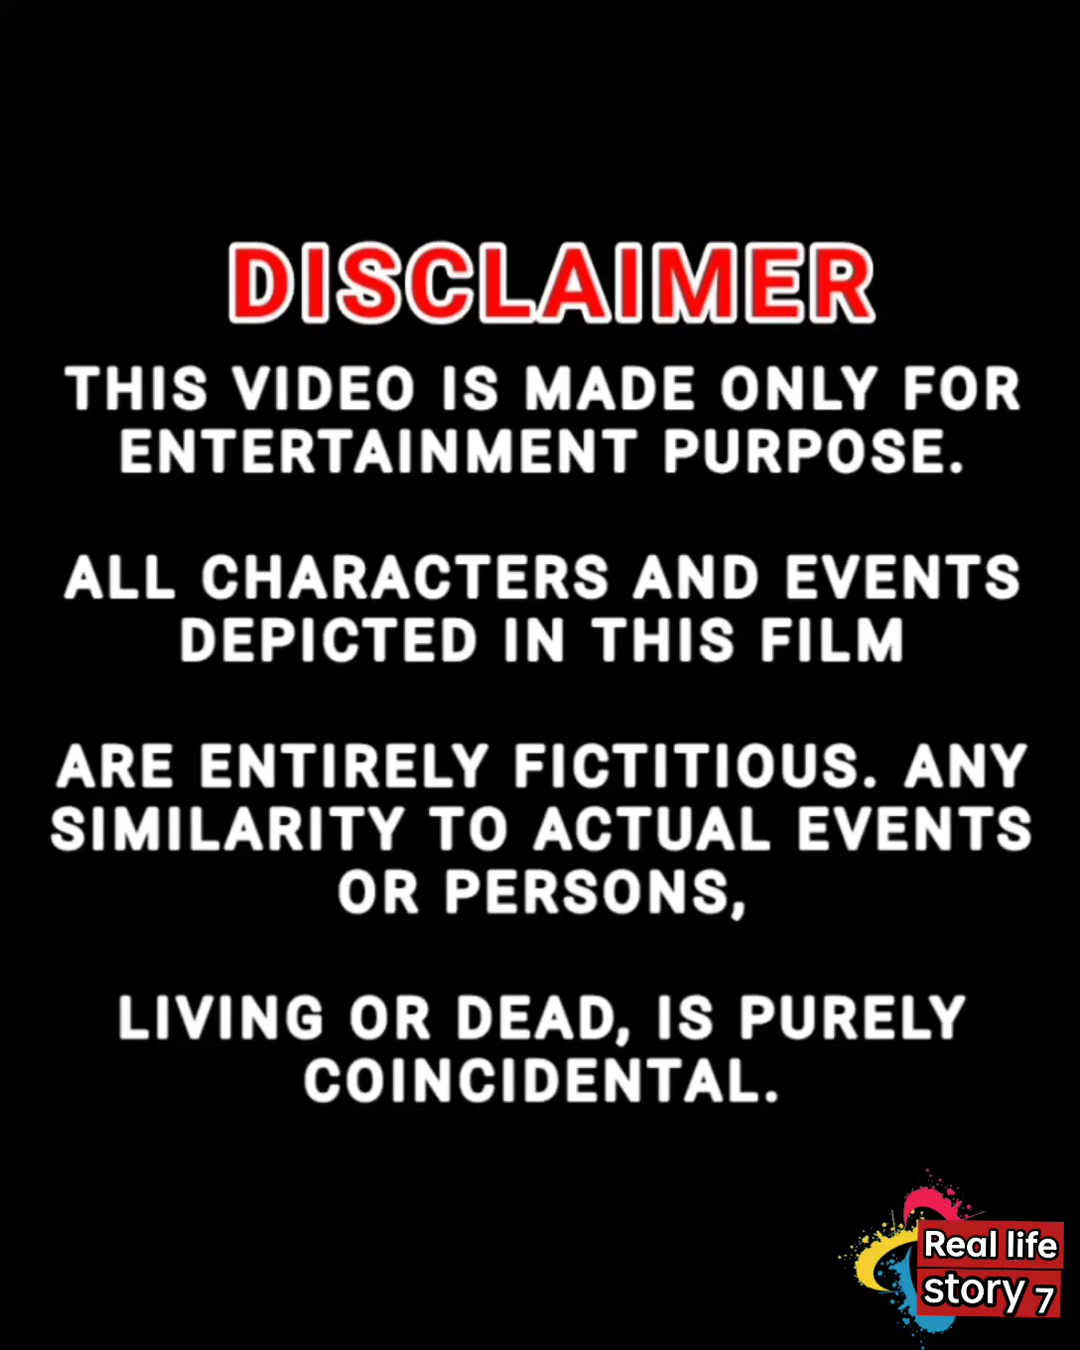 DISCLAIMER
THIS VIDEO IS MADE ONLY FOR
ENTERTAINMENT PURPOSE.
ALL CHARACTERS AND EVENTS
DEPICTED IN THIS FILM
ARE ENTIRELY FICTITIOUS. ANY
SIMILARITY TO ACTUAL EVENTS
OR PERSONS,
LIVING OR DEAD, IS PURELY
COINCIDENTAL.
Real life
story 7